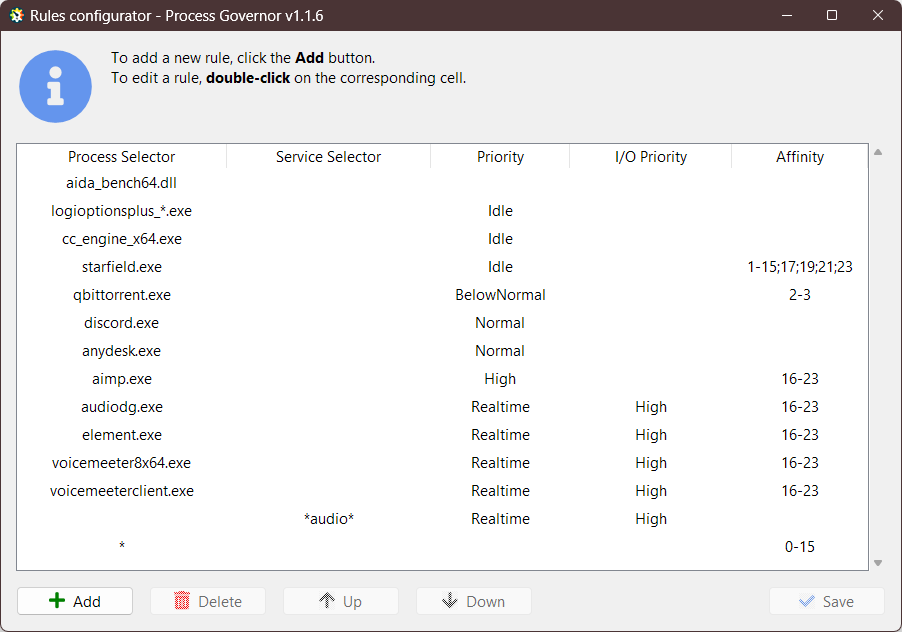 Rules configurator - Process Governor v1.1.6
To add a new rule, click the Add button.
To edit a rule, double-click on the corresponding cell.
Process Selector Service Selector Priority I/O Priority Affinity
aida_bench64.dll
logioptionsplus_*.exe Idle
cc_engine_x64.exe Idle
starfield.exe Idle 1-15;17;19;21;23
qbittorrent.exe BelowNormal 2-3
discord.exe Normal
anydesk.exe Normal
aimp.exe High 16-23
audiodg.exe Realtime High 16-23
element.exe Realtime High 16-23
voicemeeter8x64.exe Realtime High 16-23
voicemeeterclient.exe Realtime High 16-23
*audio* Realtime High
* 0-15
Add Delete Up Down Save